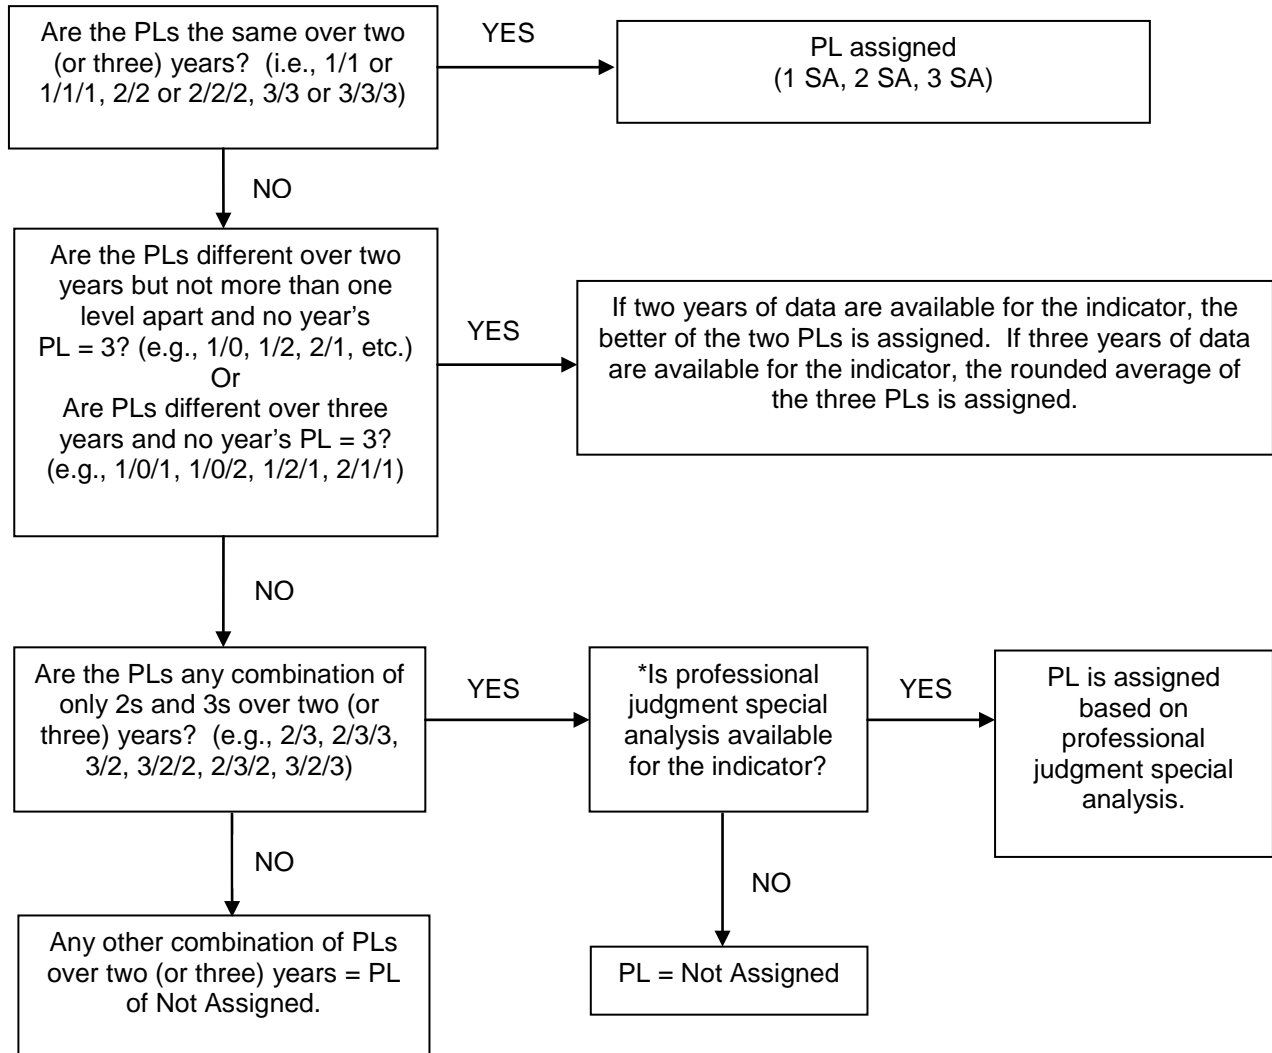 Are the PLs the same over two
(or three) years?  (i.e., 1/1 or
1/1/1, 2/2 or 2/2/2, 3/3 or 3/3/3)
YES
PL assigned
(1 SA, 2 SA, 3 SA)
NO
Are the PLs different over two
years but not more than one
level apart and no year's
PL = 3? (e.g., 1/0, 1/2, 2/1, etc.)
Or
Are PLs different over three
years and no year's PL = 3?
(e.g., 1/0/1, 1/0/2, 1/2/1, 2/1/1)
YES
If two years of data are available for the indicator, the
better of the two PLs is assigned.  If three years of data
are available for the indicator, the rounded average of
the three PLs is assigned.
NO
Are the PLs any combination of
only 2s and 3s over two (or
three) years?  (e.g., 2/3, 2/3/3,
3/2, 3/2/2, 2/3/2, 3/2/3)
YES
*Is professional
judgment special
analysis available
for the indicator?
YES
PL is assigned
based on
professional
judgment special
analysis.
NO
NO
Any other combination of PLs
over two (or three) years = PL
of Not Assigned.
PL = Not Assigned